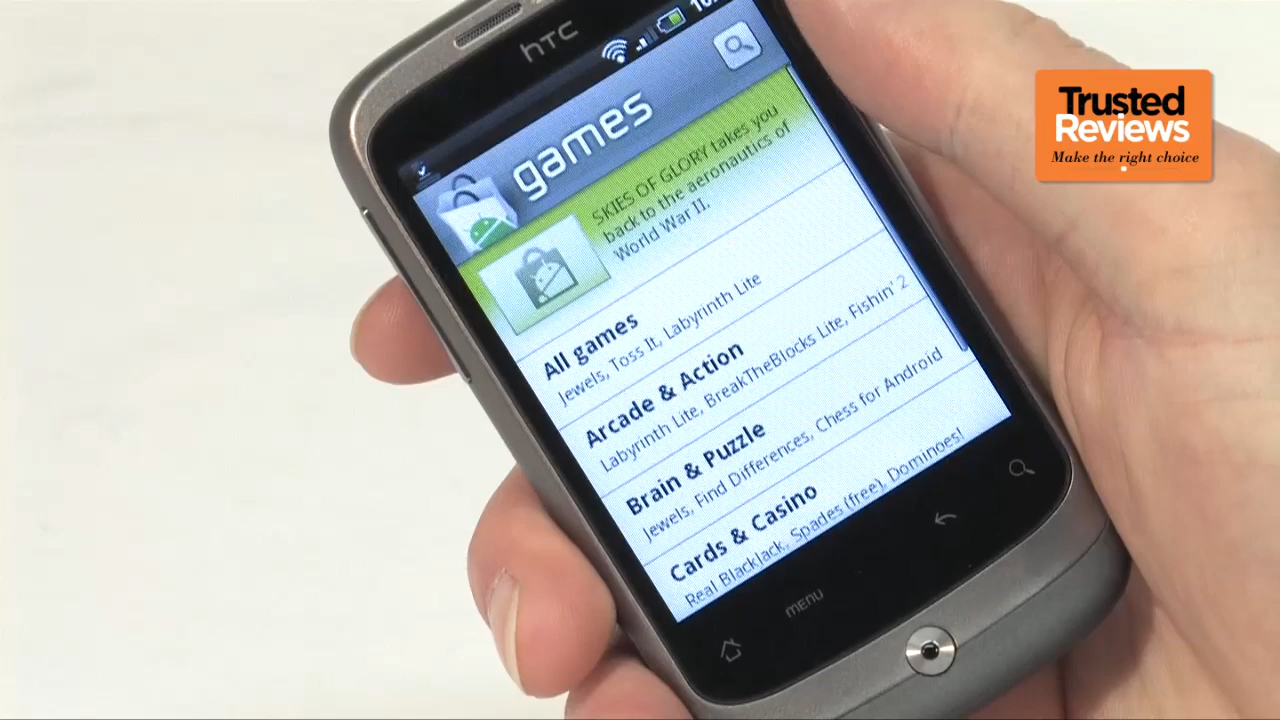 hTC
games
SKIES OF GLORY takes you
back to the aeronautics of
World War II.
All games
Jewels, Toss It, Labyrinth Lite
Arcade & Action
Labyrinth Lite, BreakTheBlocks Lite, Fishin' 2
Brain & Puzzle
Jewels, Find Differences, Chess for Android
Cards & Casino
Real BlackJack, Spades (free), Dominoes!
menu
Trusted
Reviews
Make the right choice